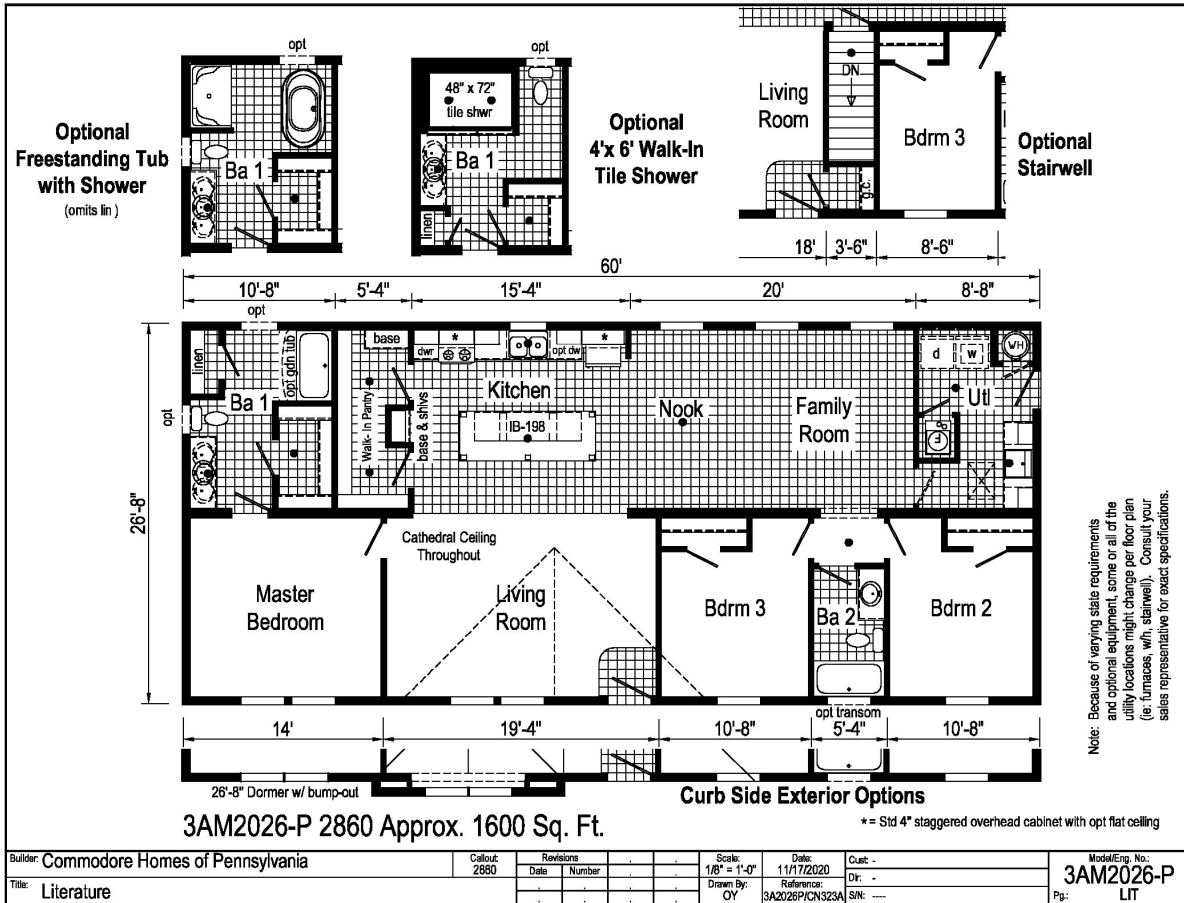 opt
Optional
Freestanding Tub
with Shower
(omits lin )
Ba 1
opt
48" x 72"
tile shwr
Ba 1
linen
Optional
4'x 6' Walk-In
Tile Shower
Living
Room
DN
Bdrm 3
g.c.
Optional
Stairwell
18'
3'-6"
8'-6"
60'
10'-8"
5'-4"
15'-4"
20'
8'-8"
opt
26'-8"
opt
linen
opt gdn tub
Ba 1
base
Walk- In Pantry
base & shlvs
dwr
*
opt dw
*
Kitchen
IB-198
Nook
Family
Room
d
w
WH
Utl
F
Master
Bedroom
Cathedral Ceiling
Throughout
Living
Room
Bdrm 3
Ba 2
Bdrm 2
opt transom
14'
19'-4"
10'-8"
5'-4"
10'-8"
26'-8" Dormer w/ bump-out
Curb Side Exterior Options
Note: Because of varying state requirements
and optional equipment, some or all of the
utility locations might change per floor plan
(ie: furnaces, w/h, stairwell). Consult your
sales representative for exact specifications.
3AM2026-P 2860 Approx. 1600 Sq. Ft.
* = Std 4" staggered overhead cabinet with opt flat ceiling
Builder: Commodore Homes of Pennsylvania
Title: Literature
Callout:
2860
Revisions
Date Number
Scale:
1/8" = 1'-0"
Drawn By:
OY
Date:
11/17/2020
Reference:
3A2026P/CN323A
Cust: -
Dir: -
S/N: ----
Model/Eng. No.:
3AM2026-P
Pg.: LIT